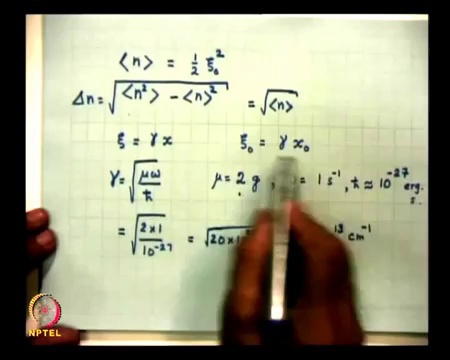 ⟨n⟩ = 1/2 ξ₀²
Δn = √(⟨n²⟩ - ⟨n⟩²) = √⟨n⟩
ξ = γ x ξ₀ = γ x₀
γ = √(μω/ħ) μ = 2 g, = 1 s⁻¹, ħ ≈ 10⁻²⁷ erg. s.
= √(2×1/10⁻²⁷) = √(20×1 cm⁻¹
NPTEL